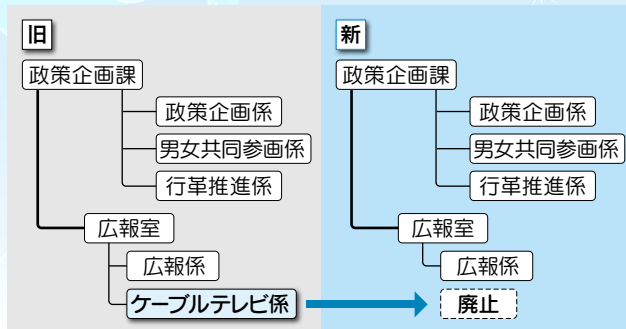 旧
政策企画課
政策企画係
男女共同参画係
行革推進係
広報室
広報係
ケーブルテレビ係
新
政策企画課
政策企画係
男女共同参画係
行革推進係
広報室
広報係
廃止